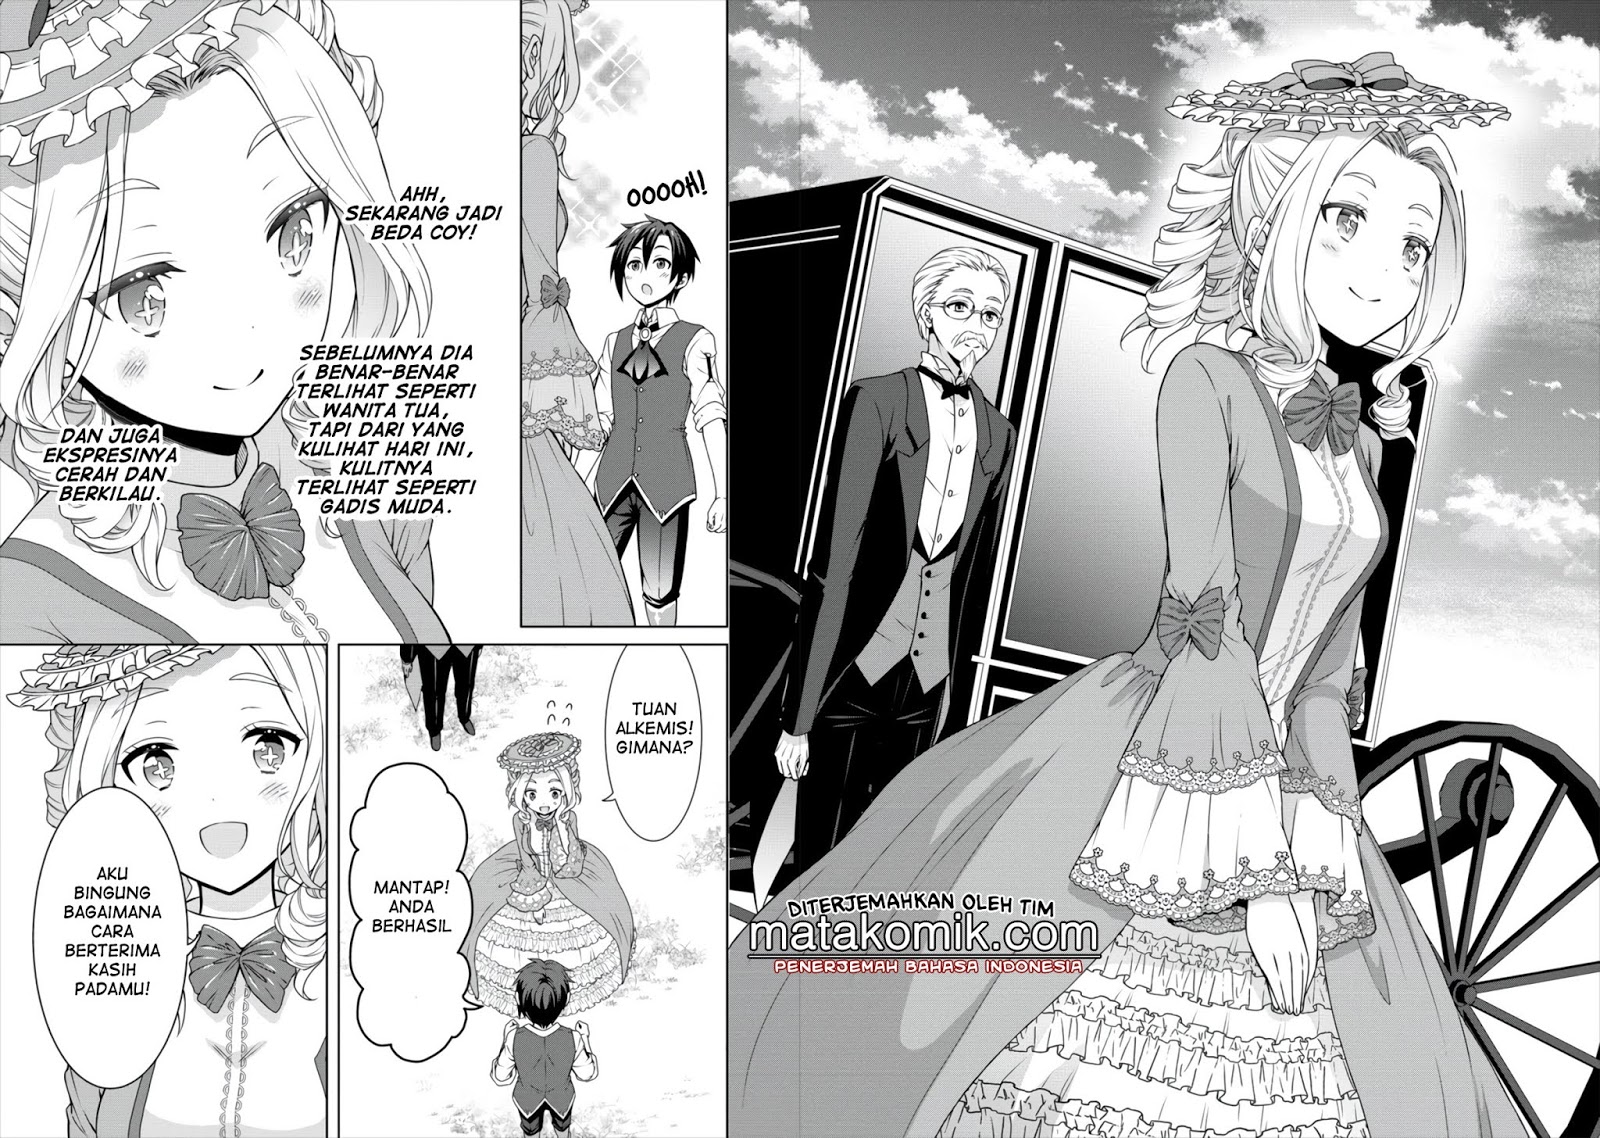 DITERJEMAHKAN OLEH TIM
matakomik.com
PENERJEMAH BAHASA INDONESIA
OOOOH!
AHH,
SEKARANG JADI
BEDA COY!
SEBELUMNYA DIA
BENAR-BENAR
TERLIHAT SEPERTI
WANITA TUA,
TAPI DARI YANG
KULIHAT HARI INI,
KULITNYA
TERLIHAT SEPERTI
GADIS MUDA.
DAN JUGA
EKSPRESINYA
CERAH DAN
BERKILAU.
TUAN
ALKEMIS!
GIMANA?
MANTAP!
ANDA
BERHASIL
AKU
BINGUNG
BAGAIMANA
CARA
BERTERIMA
KASIH
PADAMU!